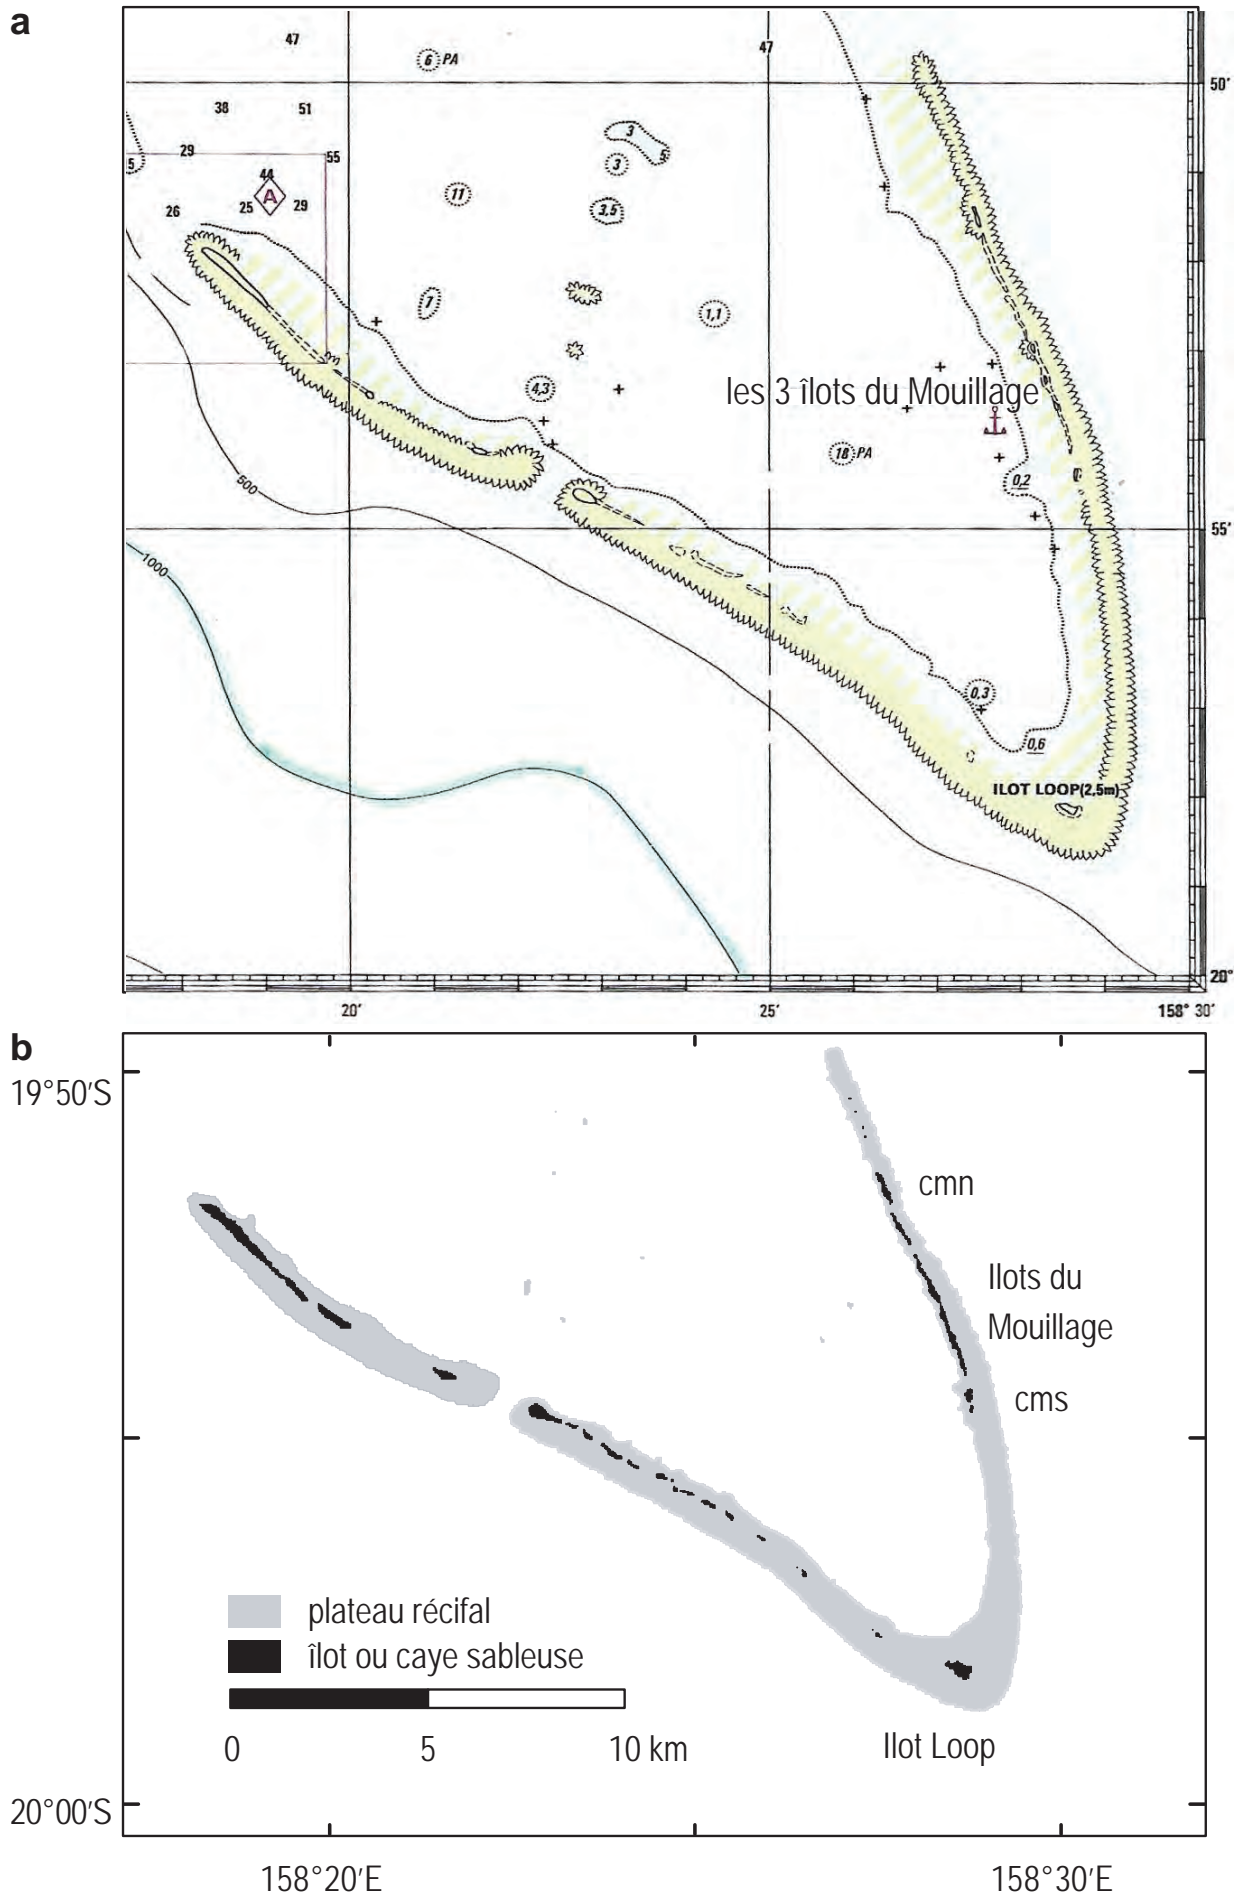 a
47
47
6 PA
50'
38
51
3
5
29
55
5
3
44
A
11
26
25
29
3,5
7
1,1
4,3
les 3 îlots du Mouillage
18 PA
500
0,2
55'
1000
0,3
0,6
ILOT LOOP(2,5m)
20°
20'
25'
158° 30'
b
19°50'S
cmn
Ilots du
Mouillage
cms
plateau récifal
îlot ou caye sableuse
0 5 10 km
Ilot Loop
20°00'S
158°20'E
158°30'E